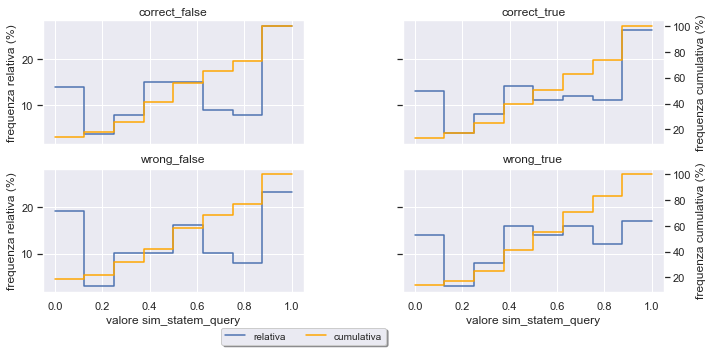 correct_false
correct_true
frequenza relativa (%)
20
10
100
80
60
40
20
frequenza cumulativa (%)
wrong_false
wrong_true
frequenza relativa (%)
20
10
100
80
60
40
20
frequenza cumulativa (%)
0.0 0.2 0.4 0.6 0.8 1.0
0.0 0.2 0.4 0.6 0.8 1.0
valore sim_statem_query
valore sim_statem_query
relativa cumulativa